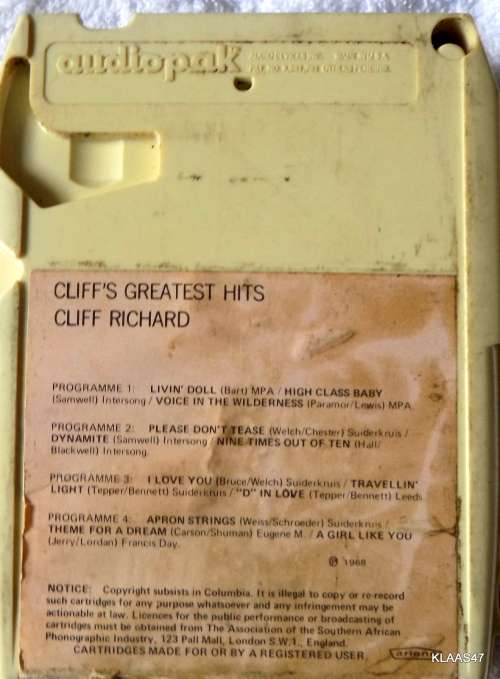 audiopak
CLIFF'S GREATEST HITS
CLIFF RICHARD
PROGRAMME 1: LIVIN' DOLL (Bart) MPA / HIGH CLASS BABY
(Samwell) Intersong / VOICE IN THE WILDERNESS (Paramor/Lewis) MPA
PROGRAMME 2: PLEASE DON'T TEASE (Welch/Chester) Suiderkruis /
DYNAMITE (Samwell) Intersong / NINE TIMES OUT OF TEN (Hall/
Blackwell) Intersong.
PROGRAMME 3: I LOVE YOU (Bruce/Welch) Suiderkruis / TRAVELLIN'
LIGHT (Tepper/Bennett) Suiderkruis / "D" IN LOVE (Tepper/Bennett) Leeds
PROGRAMME 4: APRON STRINGS (Weiss/Schroeder) Suiderkruis /
THEME FOR A DREAM (Carson/Shuman) Eugene M. / A GIRL LIKE YOU
(Jerry/Lordan) Francis Day.
℗ 1968
NOTICE: Copyright subsists in Columbia. It is illegal to copy or re-record
such cartridges for any purpose whatsoever and any infringement may be
actionable at law. Licences for the public performance or broadcasting of
cartridges must be obtained from The Association of the Southern African
Phonographic Industry, 123 Pall Mall, London S.W.1., England.
CARTRIDGES MADE FOR OR BY A REGISTERED USER.
KLAAS47